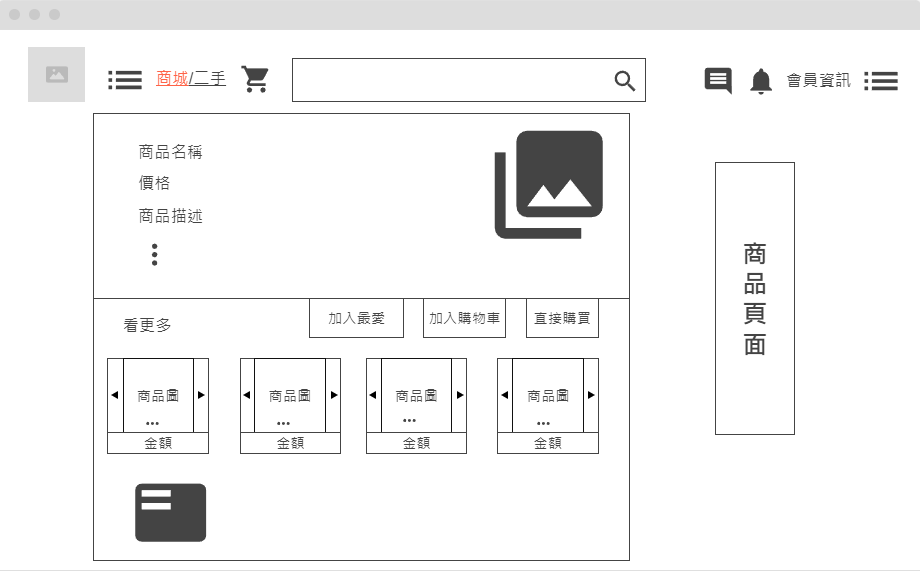 商城/二手
會員資訊
商品名稱
價格
商品描述
商品頁面
看更多
加入最愛
加入購物車
直接購買
商品圖
...
金額
商品圖
...
金額
商品圖
...
金額
商品圖
...
金額